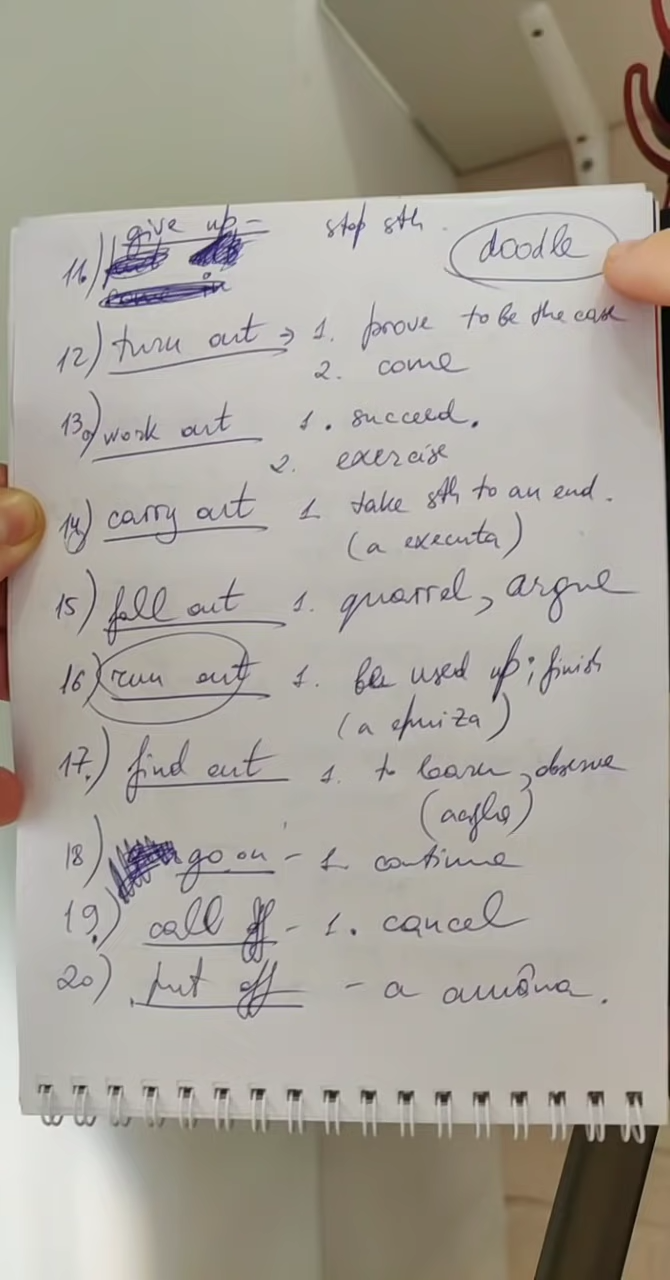 give up - stop sth.
doodle
11.)
come in
12) turn out → 1. prove to be the case
2. come
13.) work out 1. succeed.
2. exercise
14) carry out 1. take sth to an end.
(a executa)
15) fall out 1. quarrel, argue
16) run out 1. be used up; finish
(a epuiza)
17.) find out 1. to learn, observe
(a afla)
18) go on - 1. continue
19.) call off - 1. cancel
20) put off - a amâna.